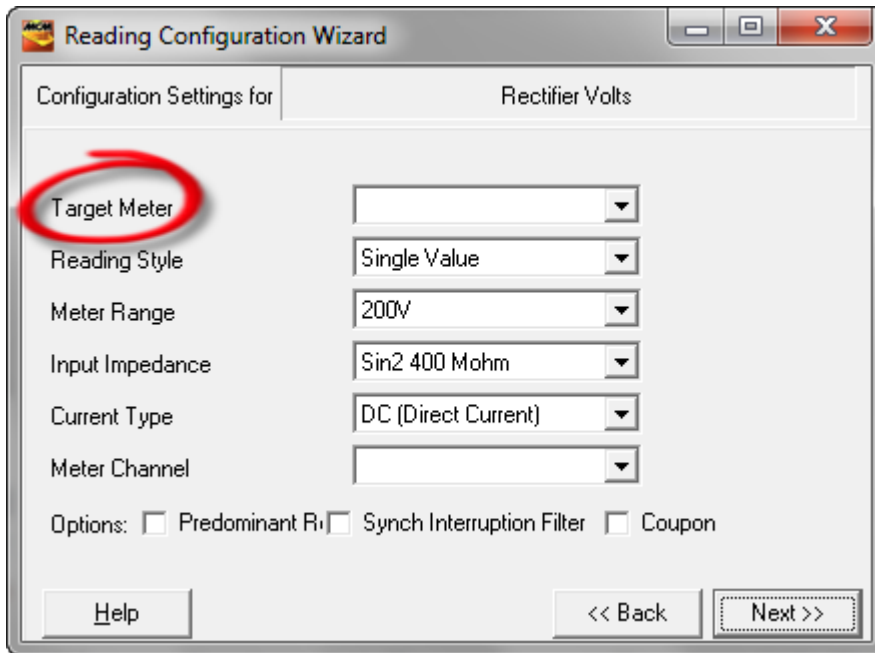 MCM
Reading Configuration Wizard
Configuration Settings for Rectifier Volts
Target Meter
Reading Style Single Value
Meter Range 200V
Input Impedance Sin2 400 Mohm
Current Type DC (Direct Current)
Meter Channel
Options: Predominant R Synch Interruption Filter Coupon
Help << Back Next >>